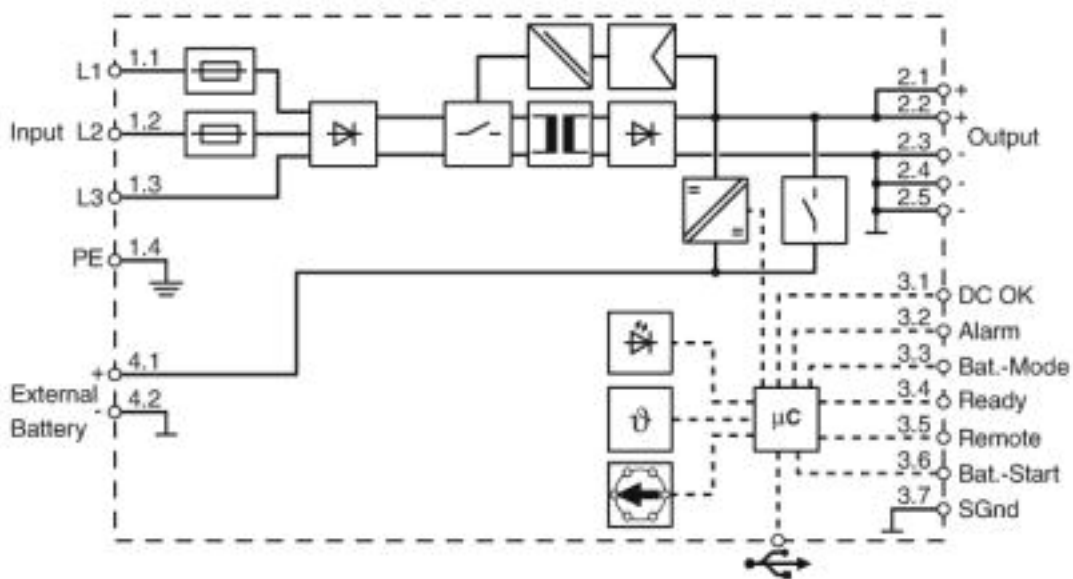 L1 1.1
Input L2 1.2
L3 1.3
PE 1.4
+ 4.1
External
Battery
- 4.2
2.1 +
2.2 +
Output
2.3 -
2.4 -
2.5 -
=
=
3.1 DC OK
3.2 Alarm
3.3 Bat.-Mode
3.4 Ready
3.5 Remote
3.6 Bat.-Start
3.7 SGnd
ϑ
µC